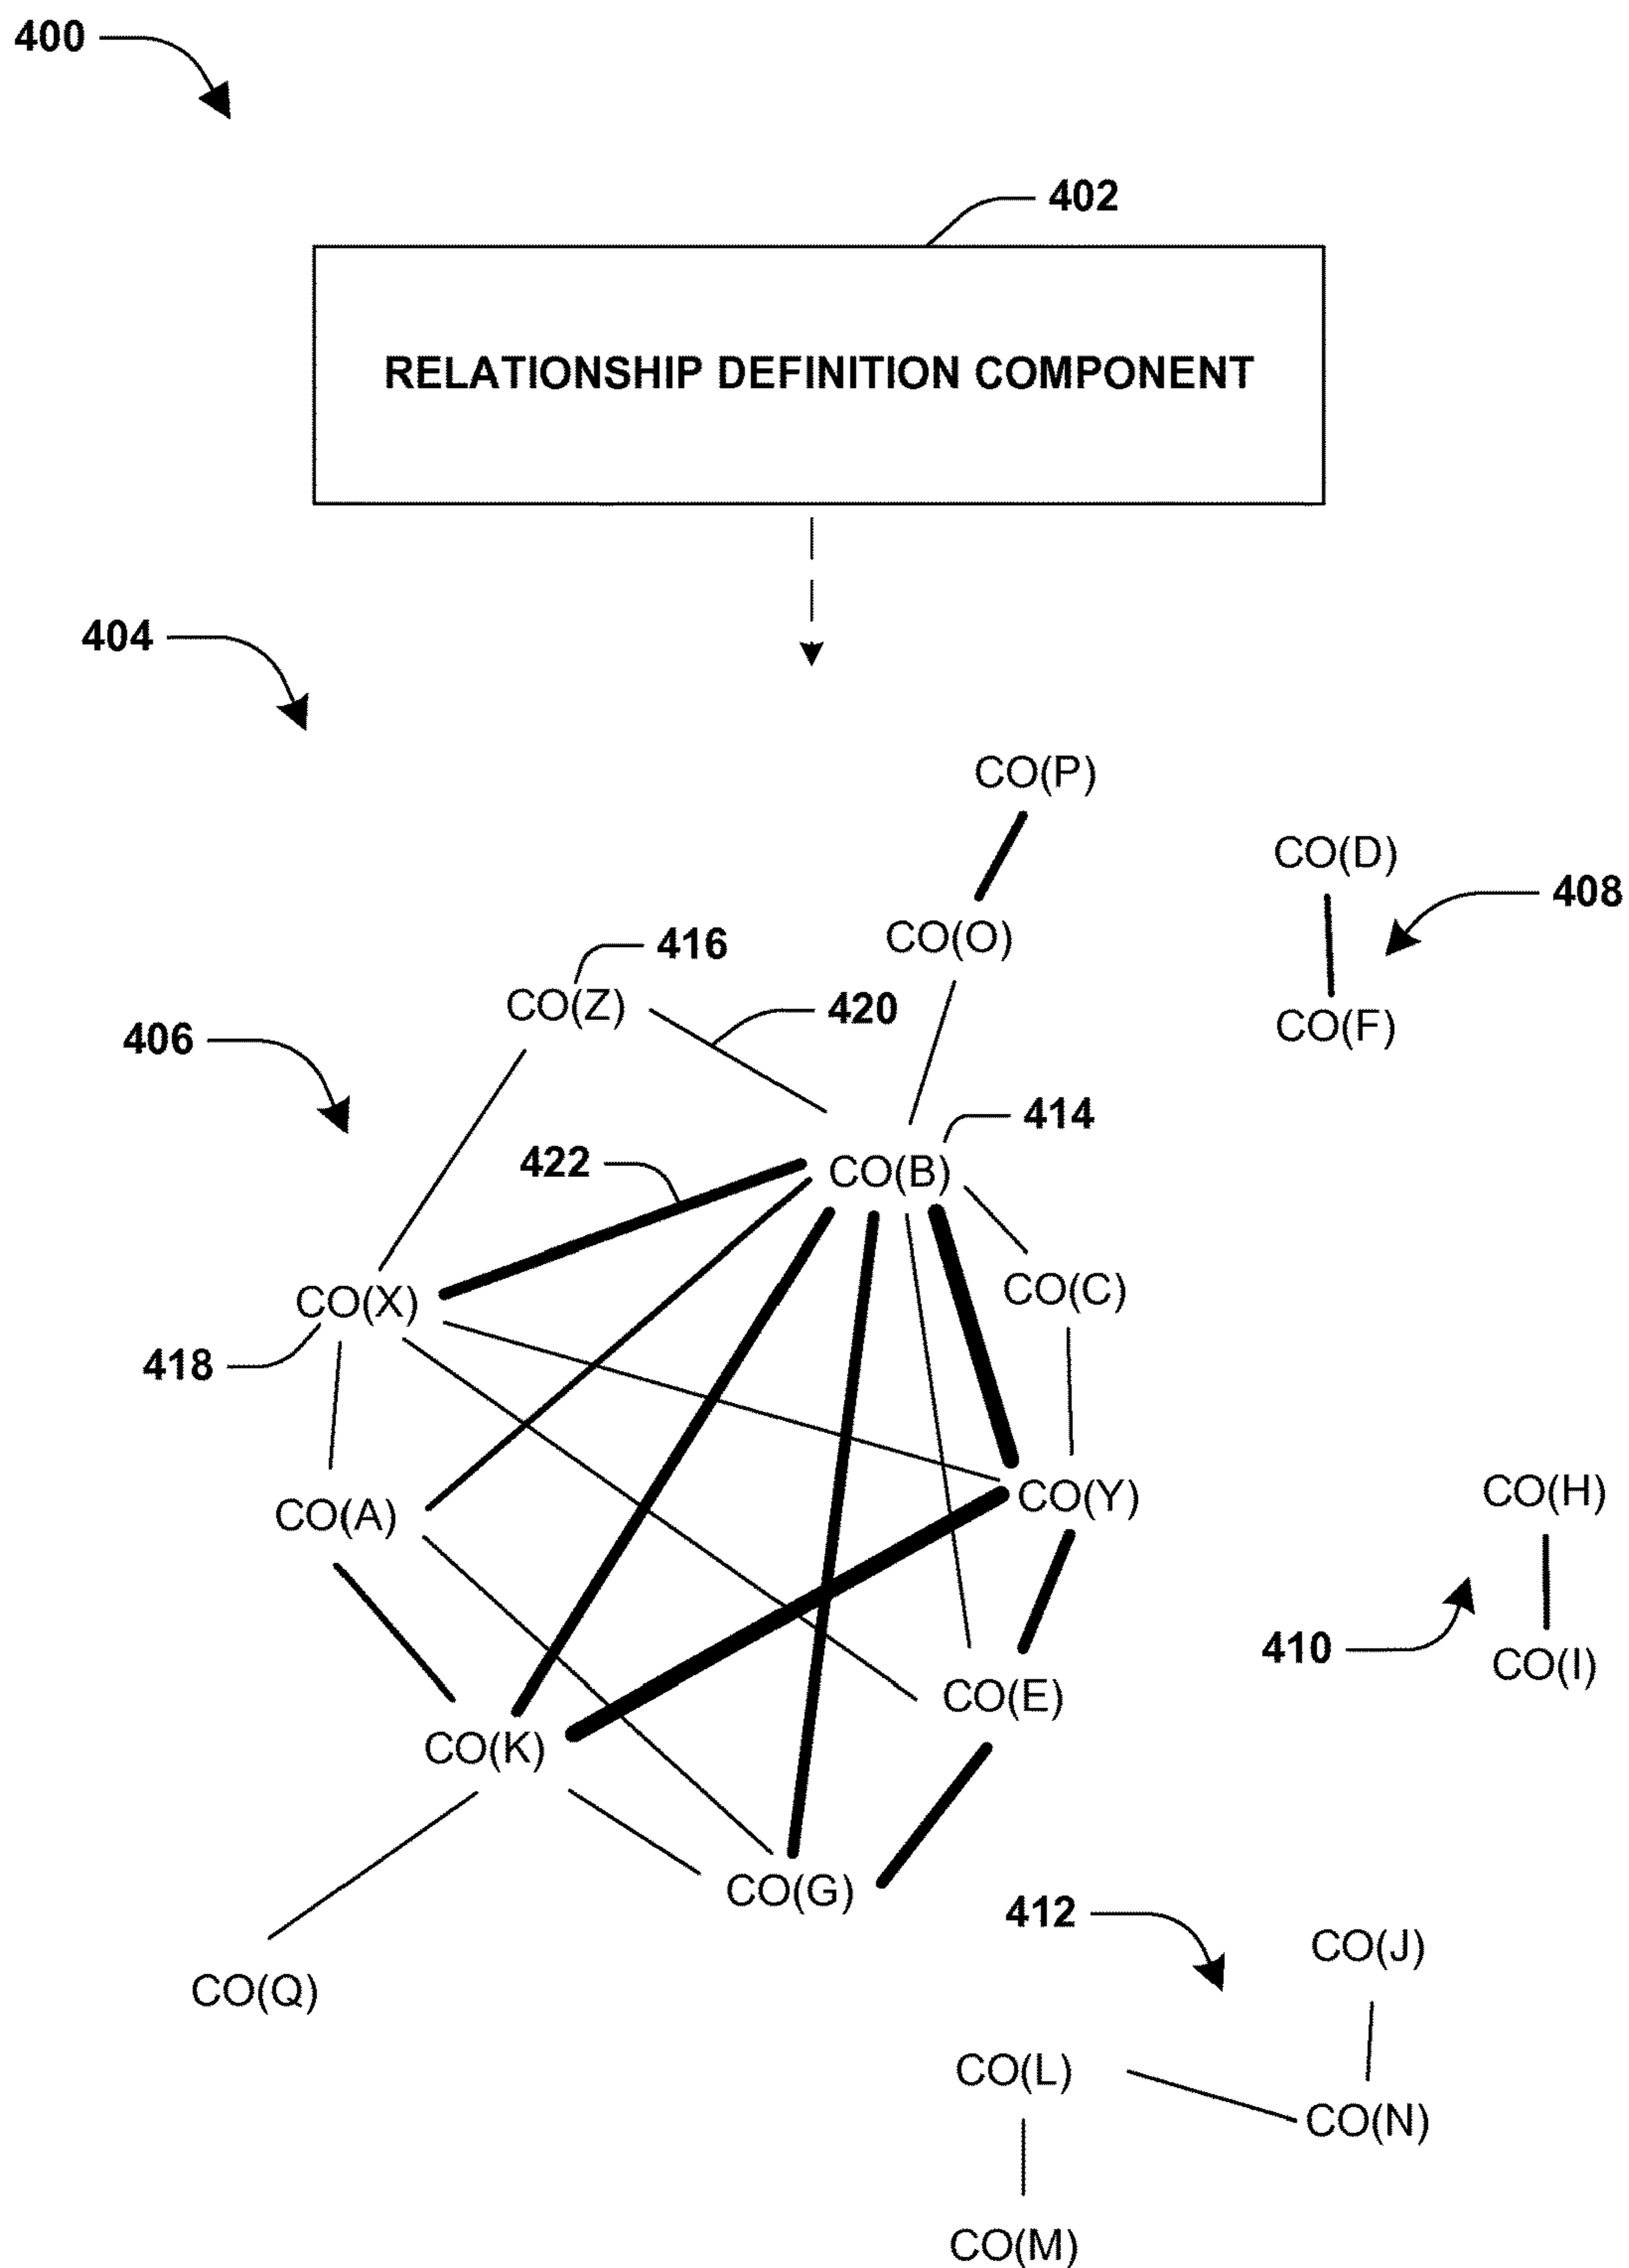 400
402
RELATIONSHIP DEFINITION COMPONENT
404
CO(P)
CO(D)
408
CO(O)
416
CO(Z)
420
CO(F)
406
414
422
CO(B)
CO(C)
CO(X)
418
CO(Y)
CO(H)
CO(A)
410
CO(I)
CO(E)
CO(K)
CO(G)
412
CO(J)
CO(Q)
CO(L)
CO(N)
CO(M)